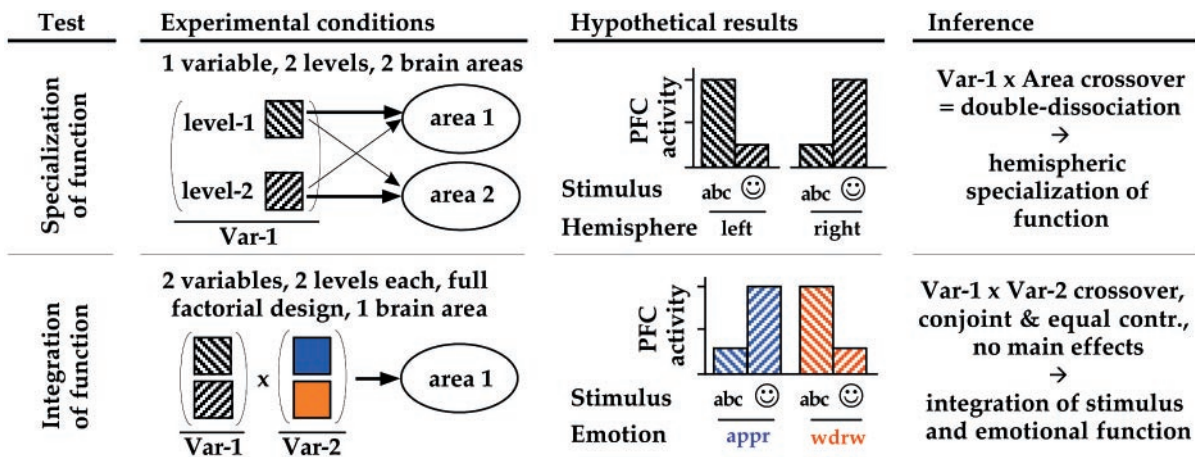 Test
Experimental conditions
Hypothetical results
Inference
Specialization
of function
1 variable, 2 levels, 2 brain areas
level-1
level-2
Var-1
area 1
area 2
PFC
activity
Stimulus abc abc
Hemisphere left right
Var-1 x Area crossover
= double-dissociation
→
hemispheric
specialization of
function
Integration
of function
2 variables, 2 levels each, full
factorial design, 1 brain area
x
area 1
Var-1 Var-2
PFC
activity
Stimulus abc abc
Emotion appr wdrw
Var-1 x Var-2 crossover,
conjoint & equal contr.,
no main effects
→
integration of stimulus
and emotional function